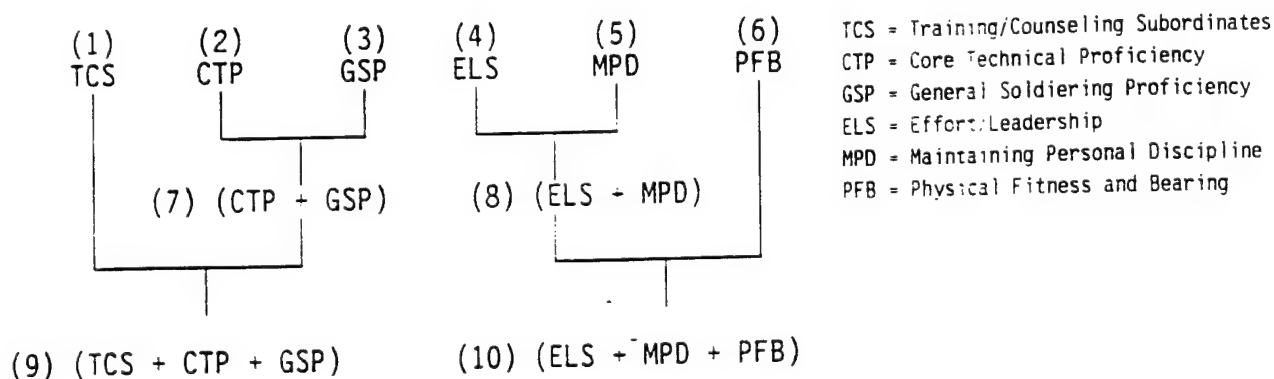 (1) (2) (3) (4) (5) (6)
TCS CTP GSP ELS MPD PFB
TCS = Training/Counseling Subordinates
CTP = Core Technical Proficiency
GSP = General Soldiering Proficiency
ELS = Effort/Leadership
MPD = Maintaining Personal Discipline
PFB = Physical Fitness and Bearing
(7) (CTP + GSP) (8) (ELS + MPD)
(9) (TCS + CTP + GSP) (10) (ELS + MPD + PFB)